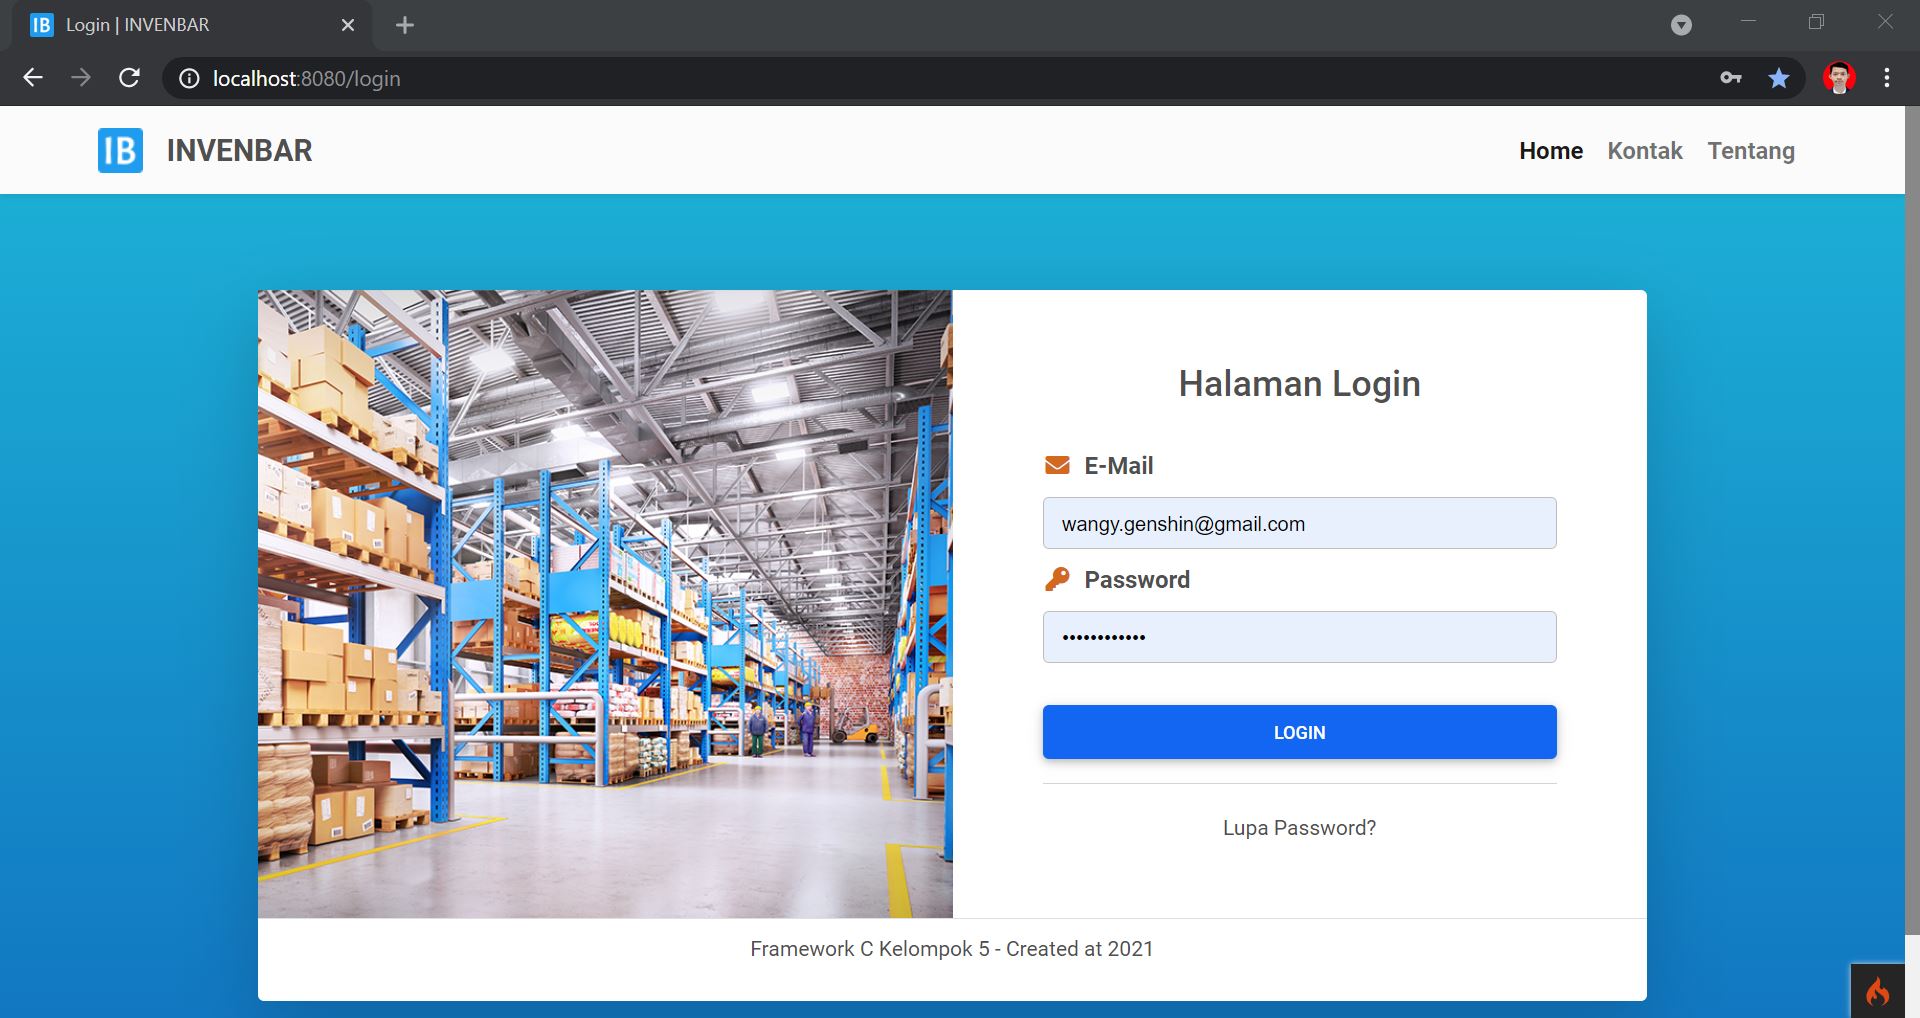 IB Login | INVENBAR
localhost:8080/login
IB INVENBAR Home Kontak Tentang
Halaman Login
E-Mail
wangy.genshin@gmail.com
Password
••••••••••••
LOGIN
Lupa Password?
Framework C Kelompok 5 - Created at 2021